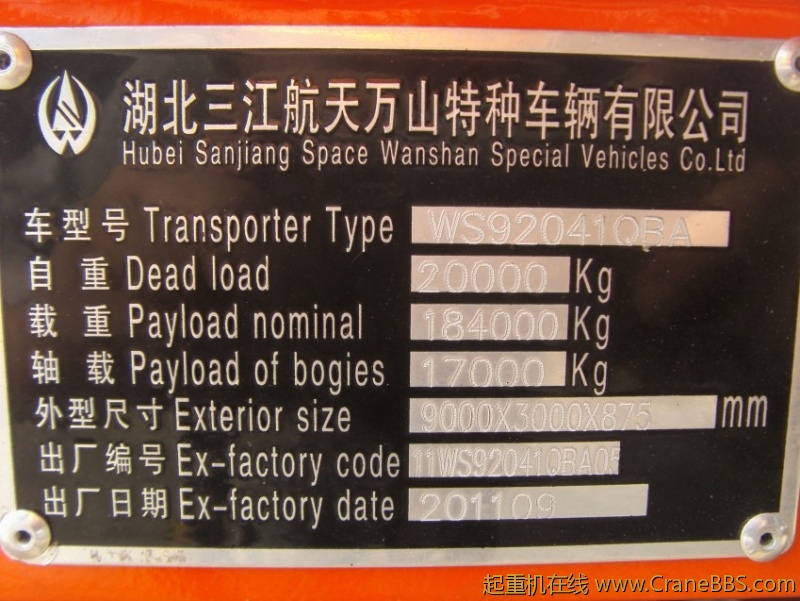 湖北三江航天万山特种车辆有限公司
Hubei Sanjiang Space Wanshan Special Vehicles Co.Ltd
车型号 Transporter Type WS92041QBA
自重 Dead load 20000 Kg
载重 Payload nominal 184000 Kg
轴载 Payload of bogies 17000 Kg
外型尺寸 Exterior size 9000X3000X875 mm
出厂编号 Ex-factory code 11WS92041QBA05
出厂日期 Ex-factory date 201109
起重机在线 www.CraneBBS.com